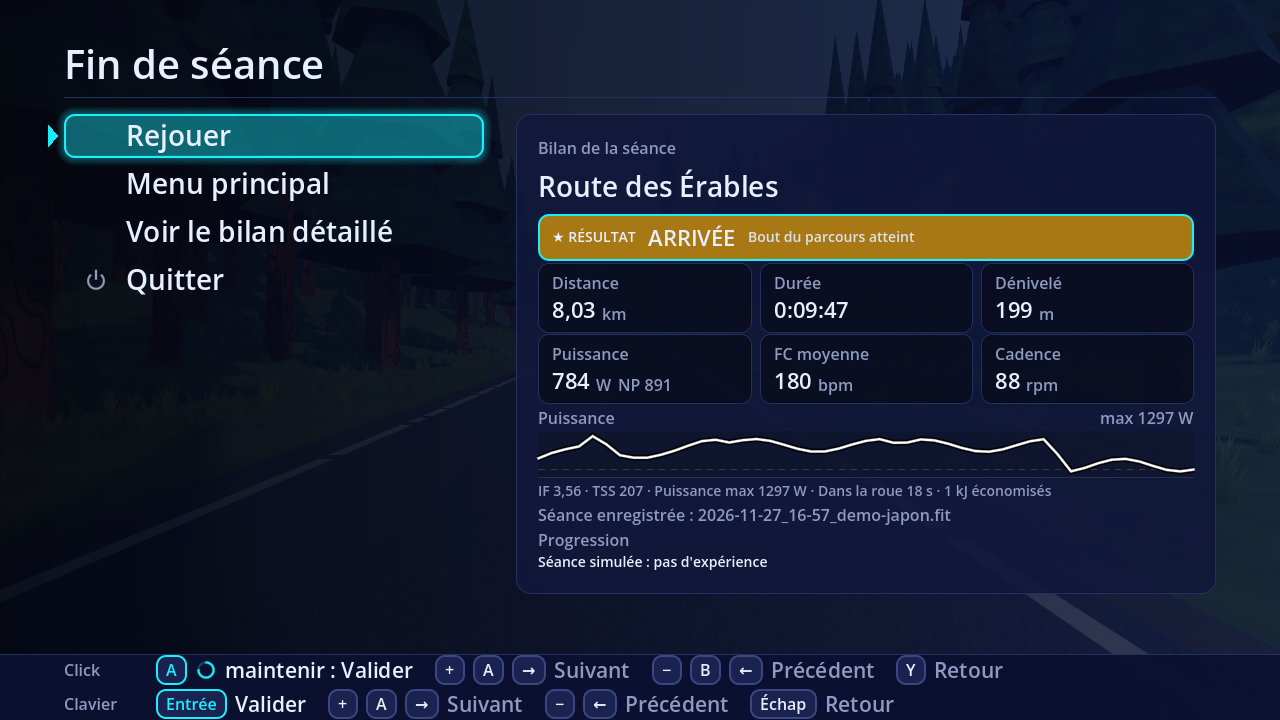 Fin de séance
Rejouer
Menu principal
Voir le bilan détaillé
Quitter
Bilan de la séance
Route des Érables
★ RÉSULTAT ARRIVÉE Bout du parcours atteint
Distance
8,03 km
Durée
0:09:47
Dénivelé
199 m
Puissance
784 W NP 891
FC moyenne
180 bpm
Cadence
88 rpm
Puissance max 1297 W
IF 3,56 · TSS 207 · Puissance max 1297 W · Dans la roue 18 s · 1 kJ économisés
Séance enregistrée : 2026-11-27_16-57_demo-japon.fit
Progression
Séance simulée : pas d'expérience
Click A maintenir : Valider + A → Suivant − B ← Précédent Y Retour
Clavier Entrée Valider + A → Suivant − ← Précédent Échap Retour